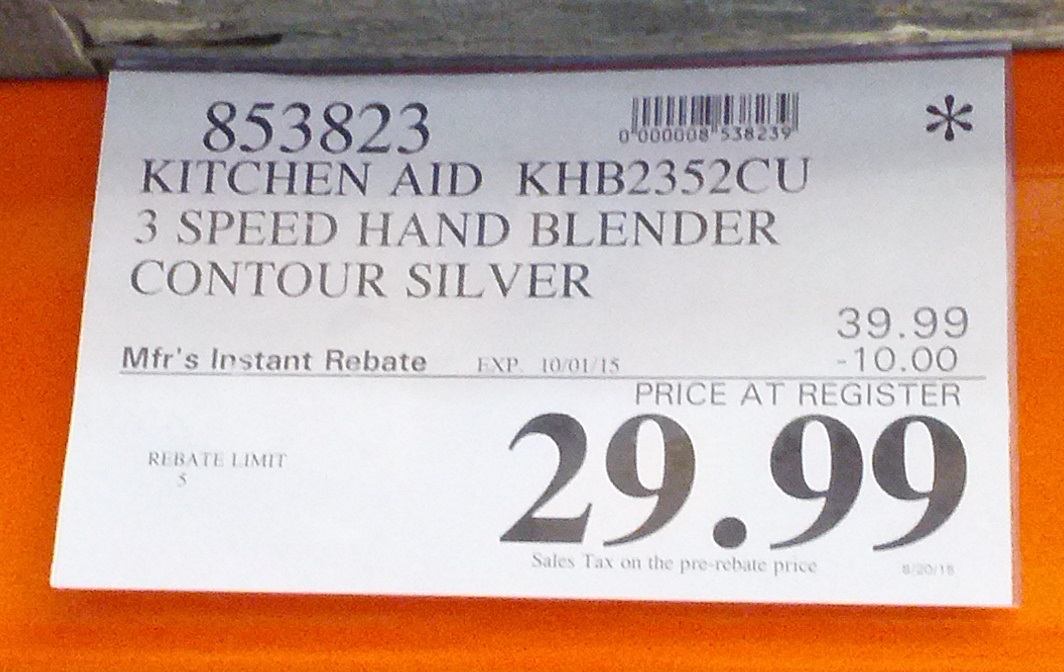 853823
0 000008 538239
*
KITCHEN AID KHB2352CU
3 SPEED HAND BLENDER
CONTOUR SILVER
39.99
Mfr's Instant Rebate EXP. 10/01/15 -10.00
PRICE AT REGISTER
29.99
REBATE LIMIT
5
Sales Tax on the pre-rebate price 8/20/15